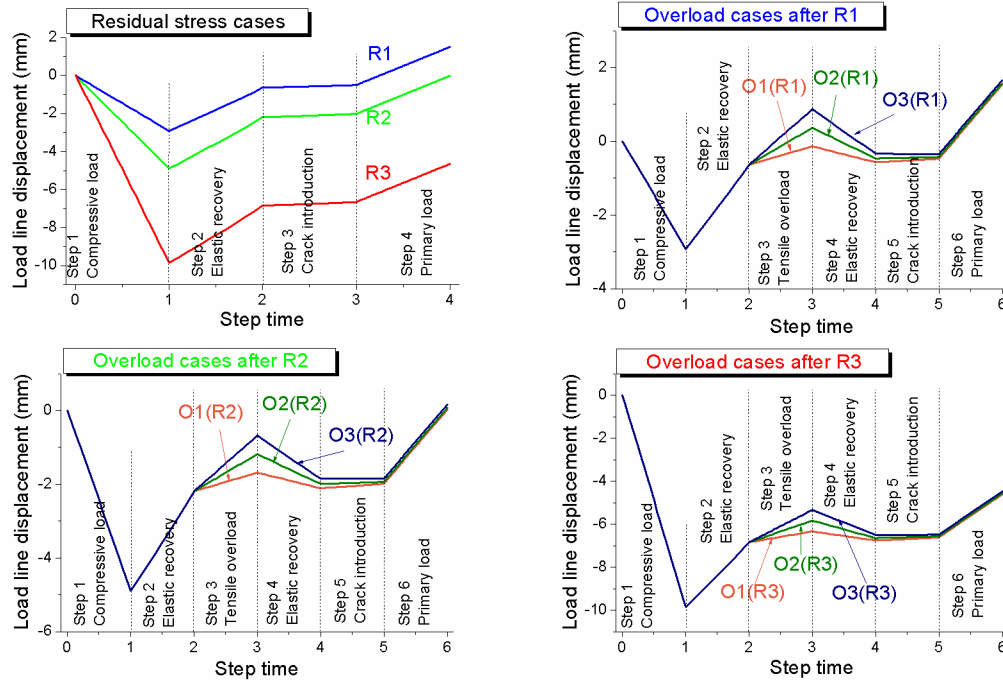 Residual stress cases
Load line displacement (mm)
2
0
-2
-4
-6
-8
-10
R1
R2
R3
Step 1
Compressive load
Step 2
Elastic recovery
Step 3
Crack introduction
Step 4
Primary load
0 1 2 3 4
Step time
Overload cases after R1
Load line displacement (mm)
2
0
-2
-4
O1(R1)
O2(R1)
O3(R1)
Step 1
Compressive load
Step 2
Elastic recovery
Step 3
Tensile overload
Step 4
Elastic recovery
Step 5
Crack introduction
Step 6
Primary load
0 1 2 3 4 5 6
Step time
Overload cases after R2
Load line displacement (mm)
0
-2
-4
-6
O1(R2)
O2(R2)
O3(R2)
Step 1
Compressive load
Step 2
Elastic recovery
Step 3
Tensile overload
Step 4
Elastic recovery
Step 5
Crack introduction
Step 6
Primary load
0 1 2 3 4 5 6
Step time
Overload cases after R3
Load line displacement (mm)
0
-2
-4
-6
-8
-10
O1(R3)
O2(R3)
O3(R3)
Step 1
Compressive load
Step 2
Elastic recovery
Step 3
Tensile overload
Step 4
Elastic recovery
Step 5
Crack introduction
Step 6
Primary load
0 1 2 3 4 5 6
Step time